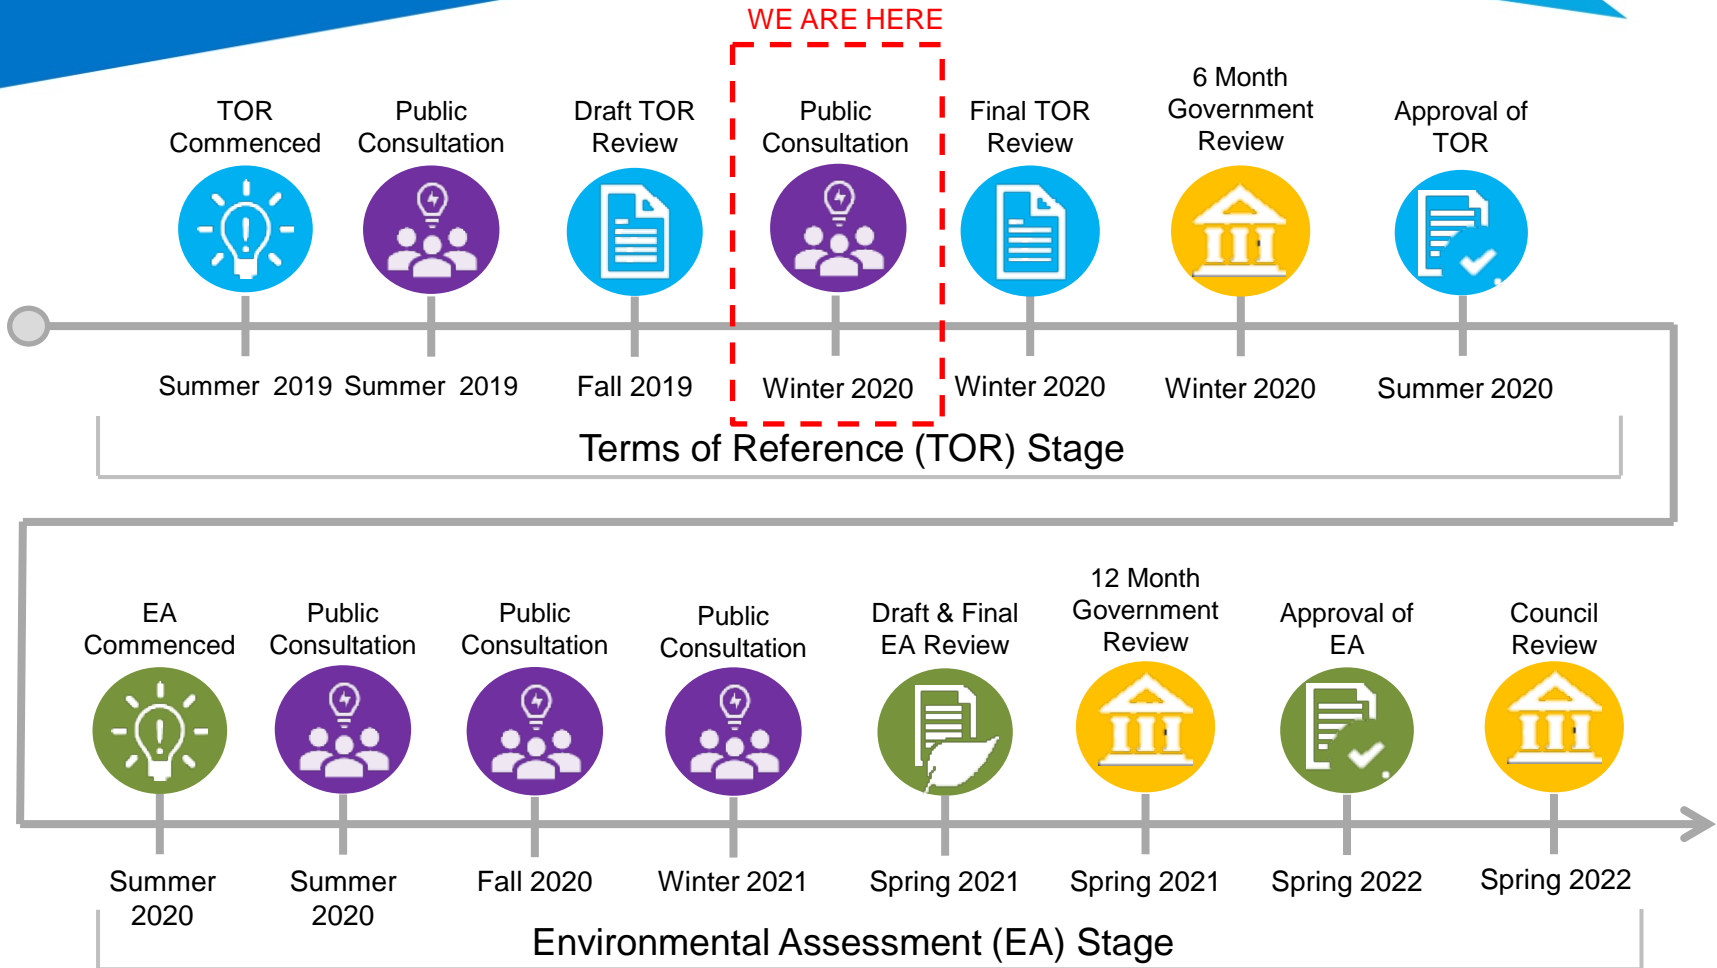 WE ARE HERE
TOR
Commenced
Public
Consultation
Draft TOR
Review
Public
Consultation
Final TOR
Review
6 Month
Government
Review
Approval of
TOR
Summer 2019
Summer 2019
Fall 2019
Winter 2020
Winter 2020
Winter 2020
Summer 2020
Terms of Reference (TOR) Stage
EA
Commenced
Public
Consultation
Public
Consultation
Public
Consultation
Draft & Final
EA Review
12 Month
Government
Review
Approval of
EA
Council
Review
Summer
2020
Summer
2020
Fall 2020
Winter 2021
Spring 2021
Spring 2021
Spring 2022
Spring 2022
Environmental Assessment (EA) Stage